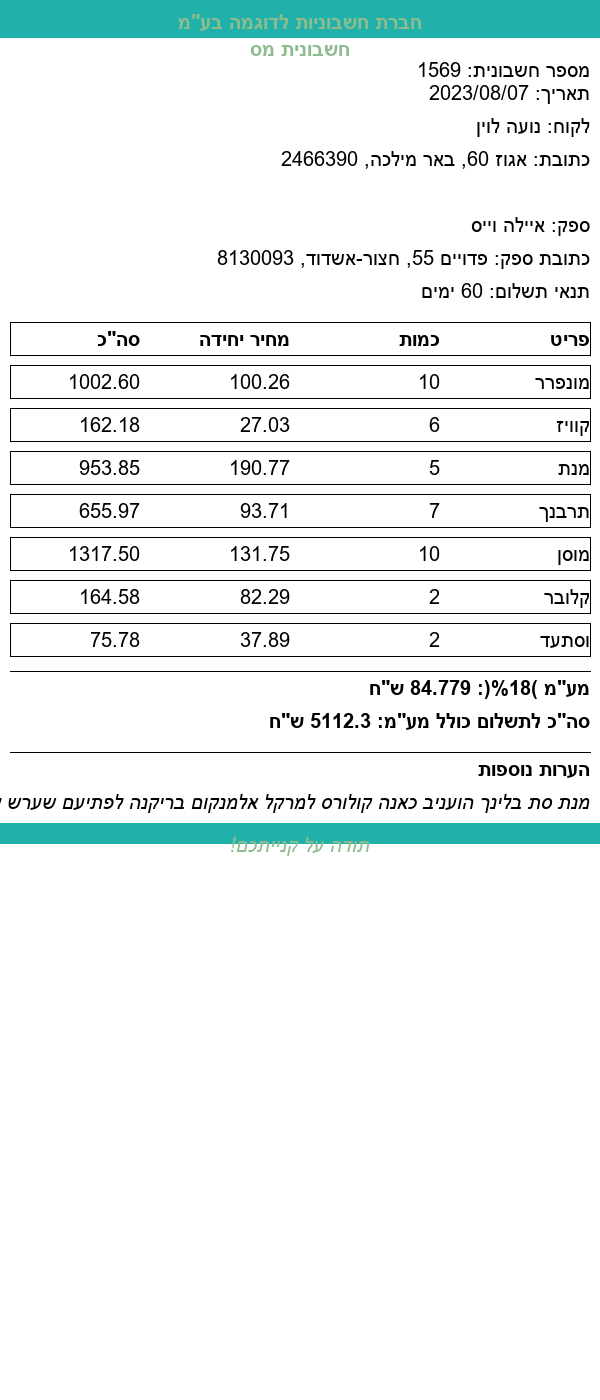 חברת חשבוניות לדוגמה בע"מ
חשבונית מס
מספר חשבונית: 1569
תאריך: 2023/08/07
לקוח: נועה לוין
כתובת: אגוז 60, באר מילכה, 2466390
ספק: איילה וייס
כתובת ספק: פדויים 55, חצור-אשדוד, 8130093
תנאי תשלום: 60 ימים
פריט כמות מחיר יחידה סה"כ
מונפרר 10 100.26 1002.60
קוויז 6 27.03 162.18
מנת 5 190.77 953.85
תרבנך 7 93.71 655.97
מוסן 10 131.75 1317.50
קלובר 2 82.29 164.58
וסתעד 2 37.89 75.78
מע"מ )18%(: 84.779 ש"ח
סה"כ לתשלום כולל מע"מ: 5112.3 ש"ח
הערות נוספות
מנת סת בלינך הועניב כאנה קולורס למרקל אלמנקום בריקנה לפתיעם שערש
תודה על קנייתכם!